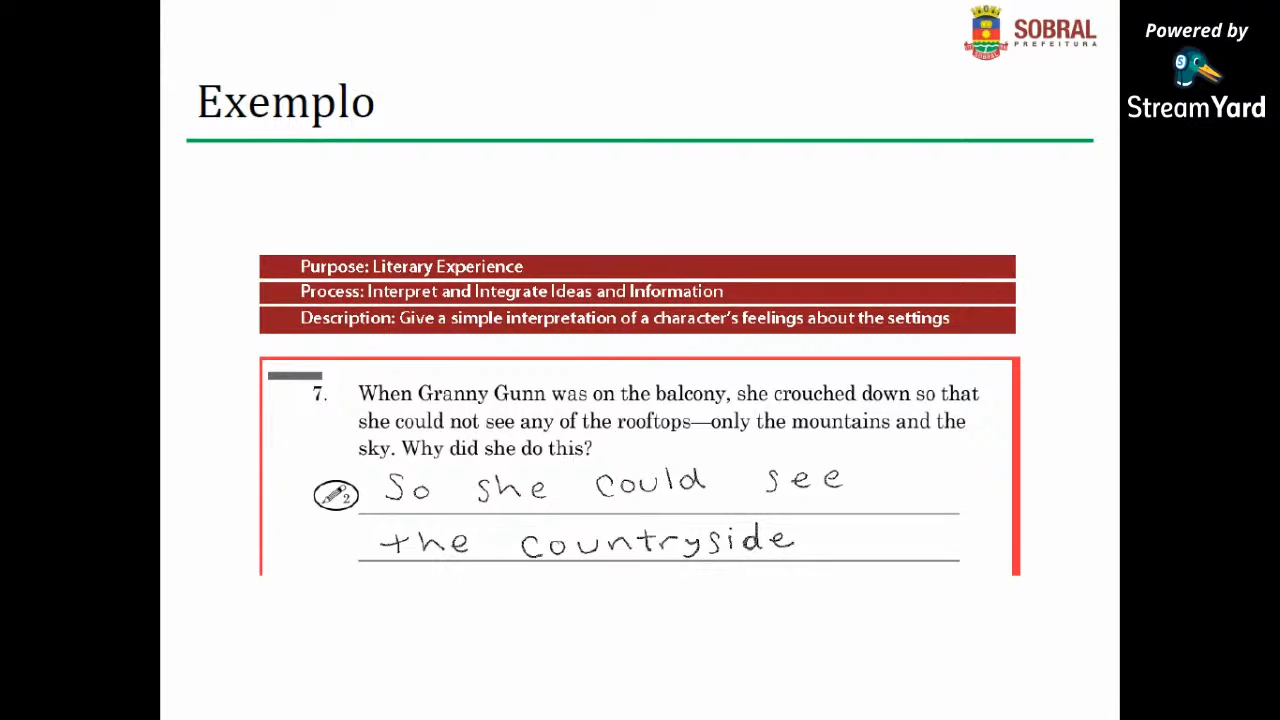 SOBRAL
PREFEITURA
Powered by
StreamYard
Exemplo
Purpose: Literary Experience
Process: Interpret and Integrate Ideas and Information
Description: Give a simple interpretation of a character's feelings about the settings
7. When Granny Gunn was on the balcony, she crouched down so that
she could not see any of the rooftops—only the mountains and the
sky. Why did she do this?
2
So she could see
the countryside